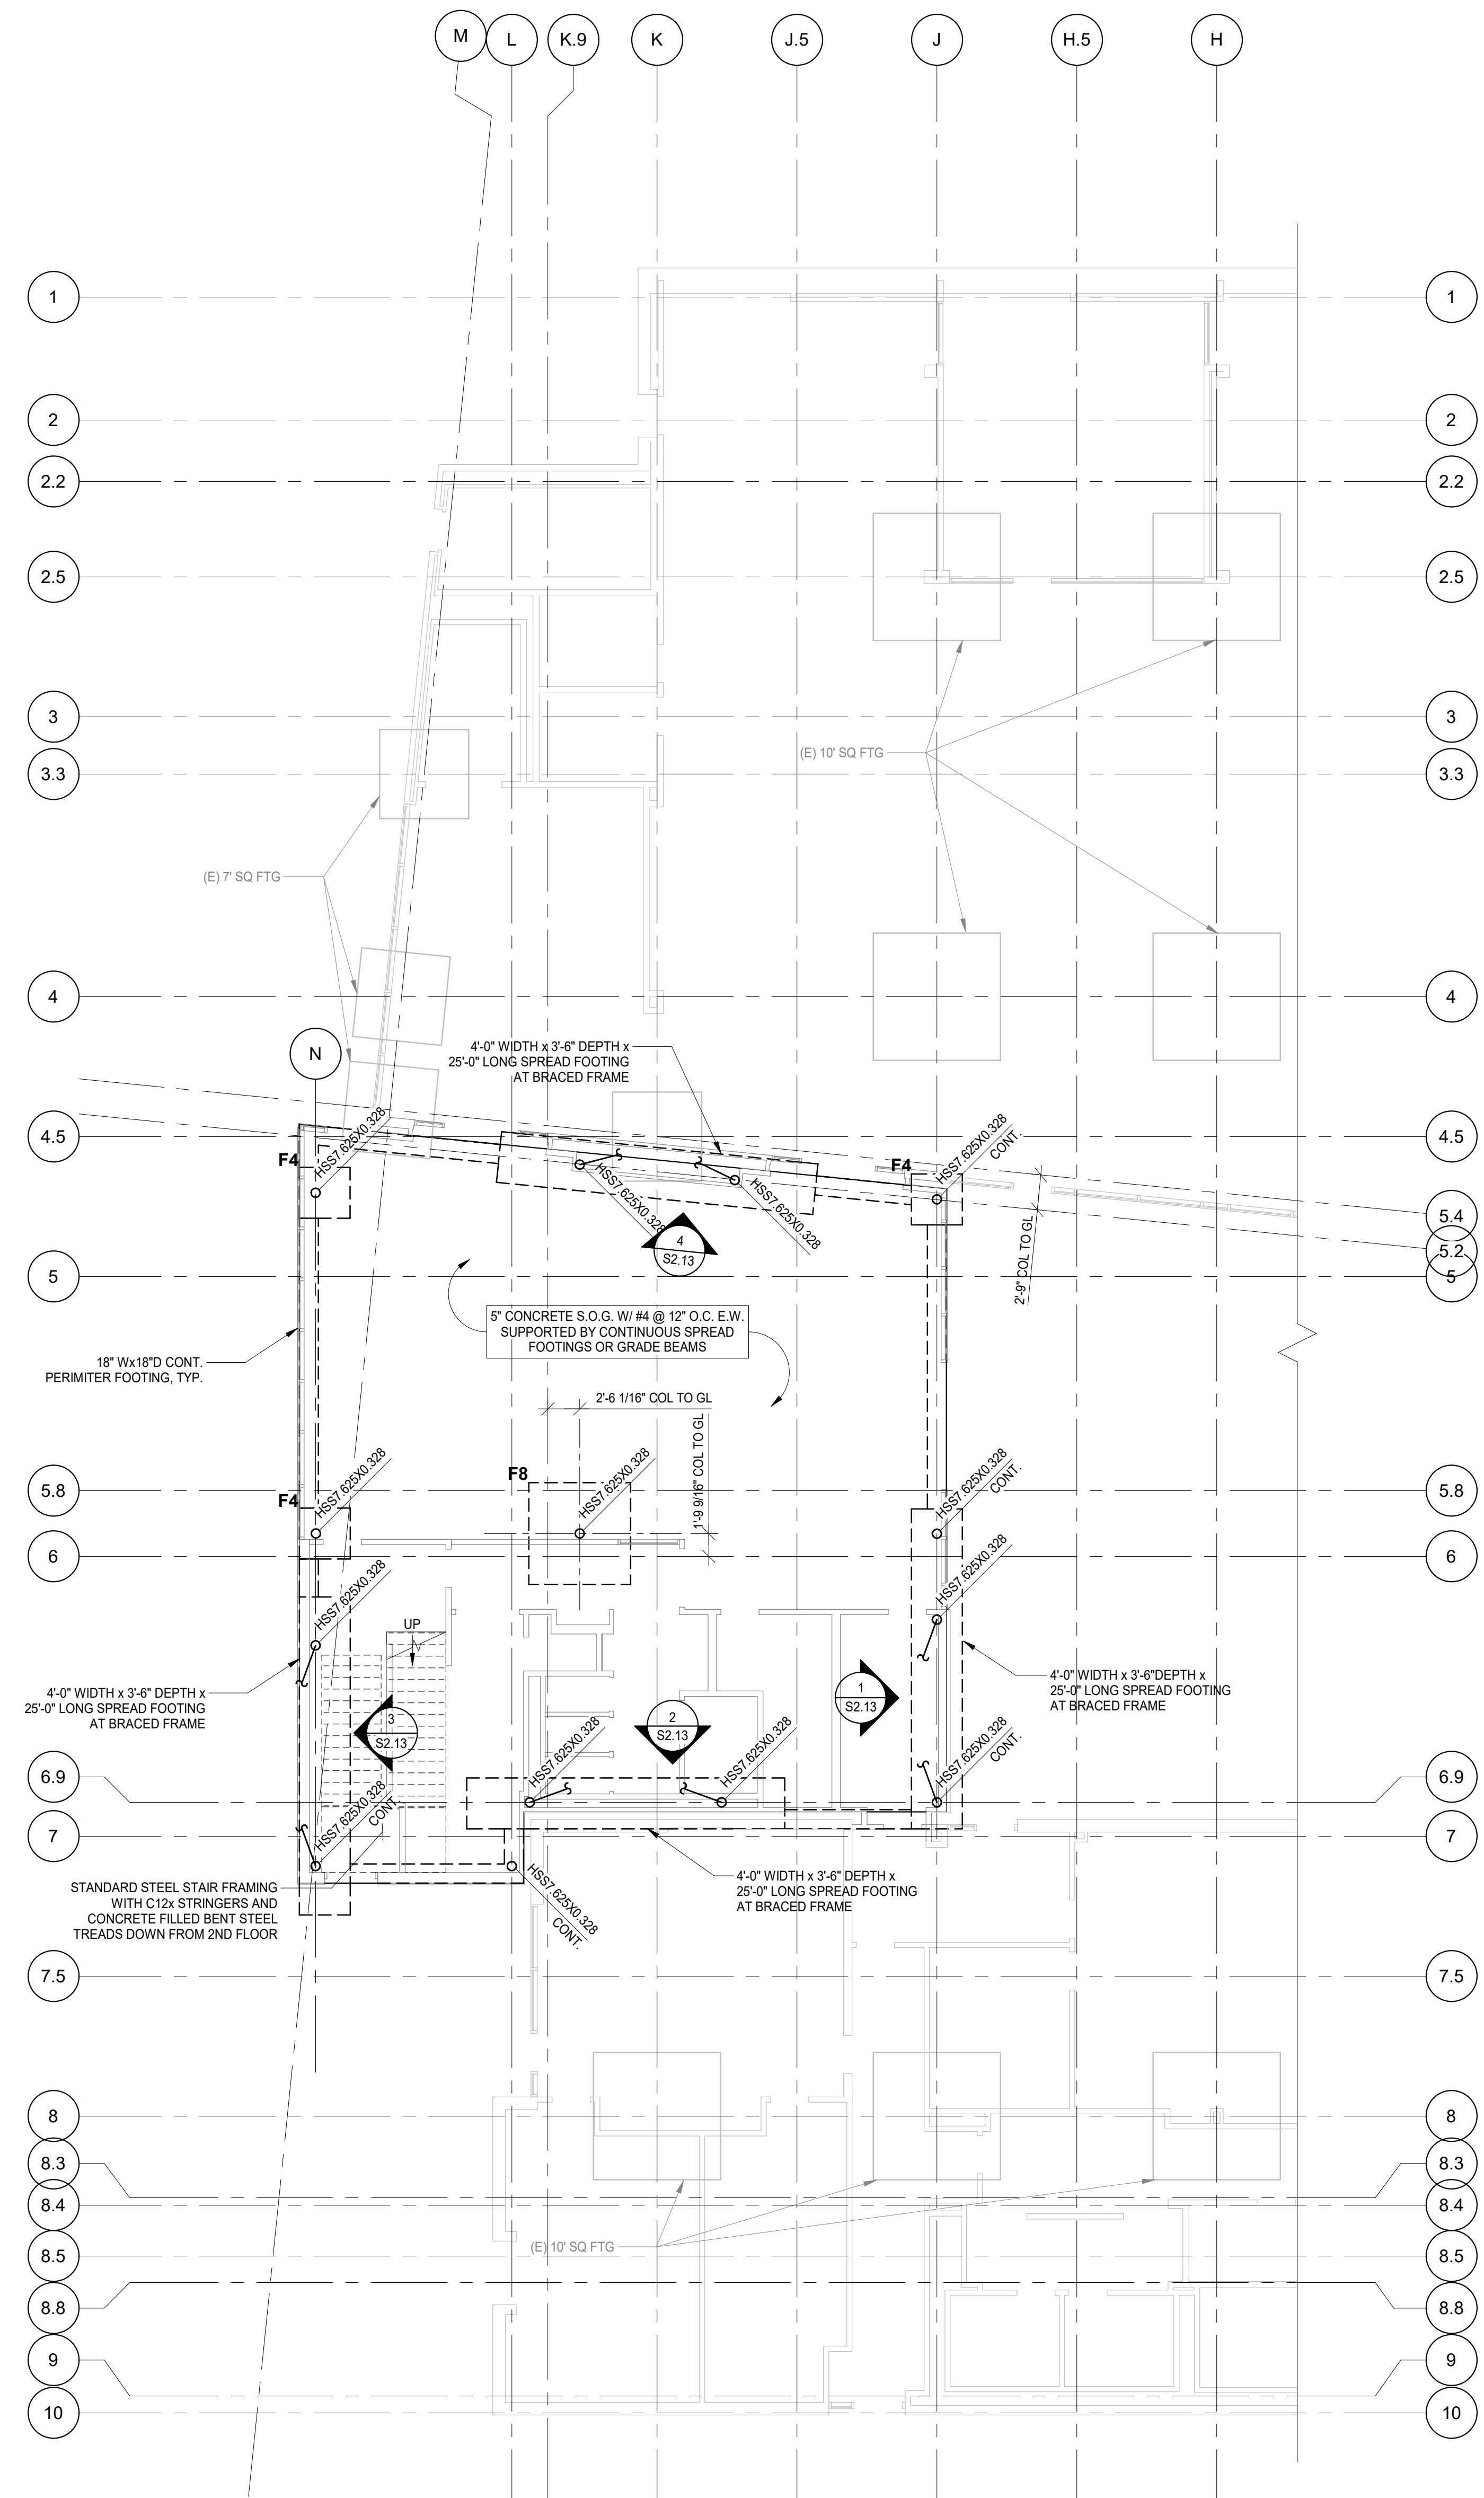 M
L
K.9
K
J.5
J
H.5
H
1
1
2
2
2.2
2.2
2.5
2.5
3
3
(E) 10' SQ FTG
3.3
3.3
(E) 7' SQ FTG
4
4
N
4'-0" WIDTH x 3'-6" DEPTH x
25'-0" LONG SPREAD FOOTING
AT BRACED FRAME
4.5
4.5
F4
HSS7.625X0.328
HSS7.625X0.328
HSS7.625X0.328
F4
HSS7.625X0.328
CONT.
2'-9" COL TO GL
5.4
5.2
5
5
4
S2.13
5" CONCRETE S.O.G. W/ #4 @ 12" O.C. E.W.
SUPPORTED BY CONTINUOUS SPREAD
FOOTINGS OR GRADE BEAMS
18" Wx18"D CONT.
PERIMITER FOOTING, TYP.
2'-6 1/16" COL TO GL
1'-9 9/16" COL TO GL
5.8
5.8
F4
HSS7.625X0.328
F8
HSS7.625X0.328
HSS7.625X0.328
CONT.
6
6
HSS7.625X0.328
HSS7.625X0.328
UP
4'-0" WIDTH x 3'-6" DEPTH x
25'-0" LONG SPREAD FOOTING
AT BRACED FRAME
3
S2.13
2
S2.13
1
S2.13
4'-0" WIDTH x 3'-6"DEPTH x
25'-0" LONG SPREAD FOOTING
AT BRACED FRAME
HSS7.625X0.328
HSS7.625X0.328
HSS7.625X0.328
CONT.
6.9
6.9
HSS7.625X0.328
CONT.
7
7
STANDARD STEEL STAIR FRAMING
WITH C12x STRINGERS AND
CONCRETE FILLED BENT STEEL
TREADS DOWN FROM 2ND FLOOR
HSS7.625X0.328
CONT.
4'-0" WIDTH x 3'-6" DEPTH x
25'-0" LONG SPREAD FOOTING
AT BRACED FRAME
7.5
7.5
8
8
8.3
8.3
8.4
8.4
(E) 10' SQ FTG
8.5
8.5
8.8
8.8
9
9
10
10